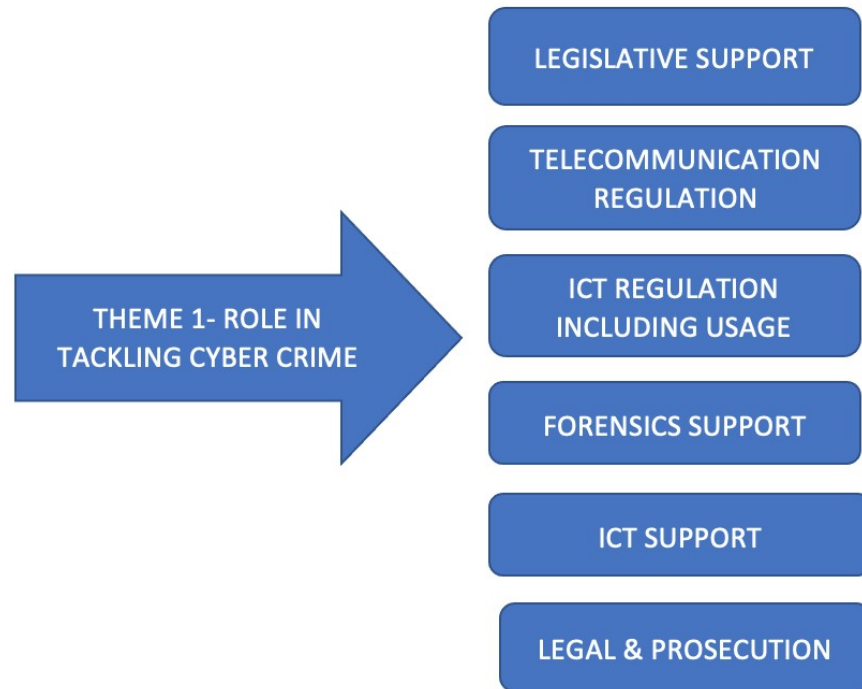 LEGISLATIVE SUPPORT
TELECOMMUNICATION
REGULATION
THEME 1- ROLE IN
TACKLING CYBER CRIME
ICT REGULATION
INCLUDING USAGE
FORENSICS SUPPORT
ICT SUPPORT
LEGAL & PROSECUTION